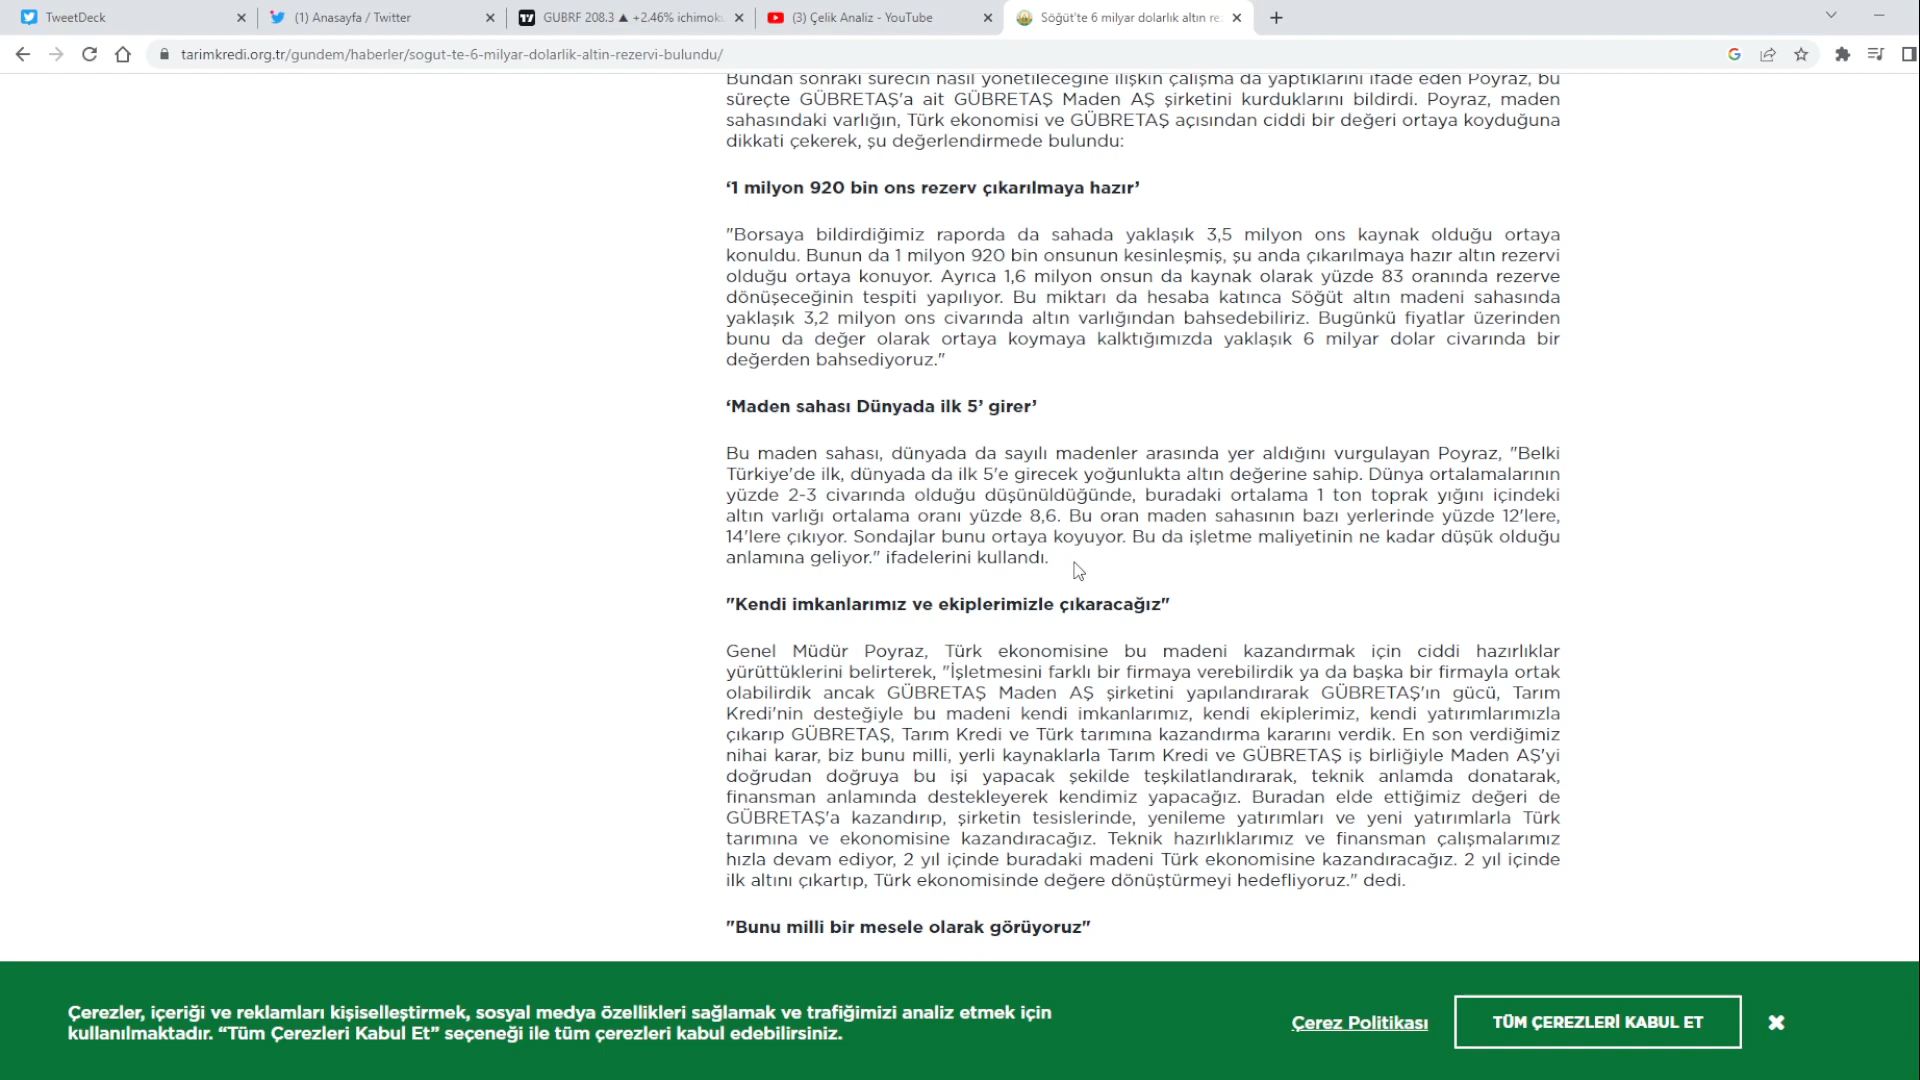 TweetDeck
(1) Anasayfa / Twitter
GUBRF 208.3 ▲ +2.46% ichimoku
(3) Çelik Analiz - YouTube
Söğüt'te 6 milyar dolarlık altın re
tarimkredi.org.tr/gundem/haberler/sogut-te-6-milyar-dolarlik-altin-rezervi-bulundu/
Bundan sonraki sürecin nasıl yönetileceğine ilişkin çalışma da yaptıklarını ifade eden Poyraz, bu
süreçte GÜBRETAŞ'a ait GÜBRETAŞ Maden AŞ şirketini kurduklarını bildirdi. Poyraz, maden
sahasındaki varlığın, Türk ekonomisi ve GÜBRETAŞ açısından ciddi bir değeri ortaya koyduğuna
dikkati çekerek, şu değerlendirmede bulundu:
‘1 milyon 920 bin ons rezerv çıkarılmaya hazır’
"Borsaya bildirdiğimiz raporda da sahada yaklaşık 3,5 milyon ons kaynak olduğu ortaya
konuldu. Bunun da 1 milyon 920 bin onsunun kesinleşmiş, şu anda çıkarılmaya hazır altın rezervi
olduğu ortaya konuyor. Ayrıca 1,6 milyon onsun da kaynak olarak yüzde 83 oranında rezerve
dönüşeceğinin tespiti yapılıyor. Bu miktarı da hesaba katınca Söğüt altın madeni sahasında
yaklaşık 3,2 milyon ons civarında altın varlığından bahsedebiliriz. Bugünkü fiyatlar üzerinden
bunu da değer olarak ortaya koymaya kalktığımızda yaklaşık 6 milyar dolar civarında bir
değerden bahsediyoruz."
‘Maden sahası Dünyada ilk 5’ girer’
Bu maden sahası, dünyada da sayılı madenler arasında yer aldığını vurgulayan Poyraz, "Belki
Türkiye'de ilk, dünyada da ilk 5'e girecek yoğunlukta altın değerine sahip. Dünya ortalamalarının
yüzde 2-3 civarında olduğu düşünüldüğünde, buradaki ortalama 1 ton toprak yığını içindeki
altın varlığı ortalama oranı yüzde 8,6. Bu oran maden sahasının bazı yerlerinde yüzde 12'lere,
14'lere çıkıyor. Sondajlar bunu ortaya koyuyor. Bu da işletme maliyetinin ne kadar düşük olduğu
anlamına geliyor." ifadelerini kullandı.
"Kendi imkanlarımız ve ekiplerimizle çıkaracağız"
Genel Müdür Poyraz, Türk ekonomisine bu madeni kazandırmak için ciddi hazırlıklar
yürüttüklerini belirterek, "İşletmesini farklı bir firmaya verebilirdik ya da başka bir firmayla ortak
olabilirdik ancak GÜBRETAŞ Maden AŞ şirketini yapılandırarak GÜBRETAŞ'ın gücü, Tarım
Kredi'nin desteğiyle bu madeni kendi imkanlarımız, kendi ekiplerimiz, kendi yatırımlarımızla
çıkarıp GÜBRETAŞ, Tarım Kredi ve Türk tarımına kazandırma kararını verdik. En son verdiğimiz
nihai karar, biz bunu milli, yerli kaynaklarla Tarım Kredi ve GÜBRETAŞ iş birliğiyle Maden AŞ'yi
doğrudan doğruya bu işi yapacak şekilde teşkilatlandırarak, teknik anlamda donatarak,
finansman anlamında destekleyerek kendimiz yapacağız. Buradan elde ettiğimiz değeri de
GÜBRETAŞ'a kazandırıp, şirketin tesislerinde, yenileme yatırımları ve yeni yatırımlarla Türk
tarımına ve ekonomisine kazandıracağız. Teknik hazırlıklarımız ve finansman çalışmalarımız
hızla devam ediyor, 2 yıl içinde buradaki madeni Türk ekonomisine kazandıracağız. 2 yıl içinde
ilk altını çıkartıp, Türk ekonomisinde değere dönüştürmeyi hedefliyoruz." dedi.
"Bunu milli bir mesele olarak görüyoruz"
Çerezler, içeriği ve reklamları kişiselleştirmek, sosyal medya özellikleri sağlamak ve trafiğimizi analiz etmek için
kullanılmaktadır. “Tüm Çerezleri Kabul Et” seçeneği ile tüm çerezleri kabul edebilirsiniz.
Çerez Politikası
TÜM ÇEREZLERİ KABUL ET